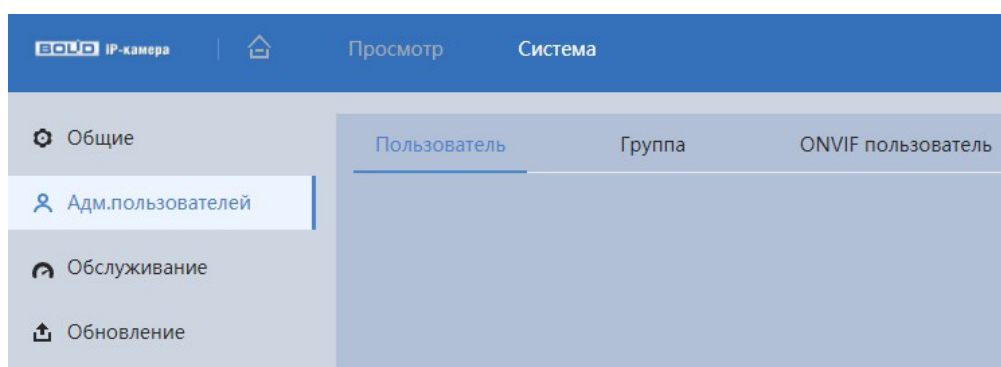 BOLID IP-камера Просмотр Система
Общие
Пользователь Группа ONVIF пользователь
Адм.пользователей
Обслуживание
Обновление